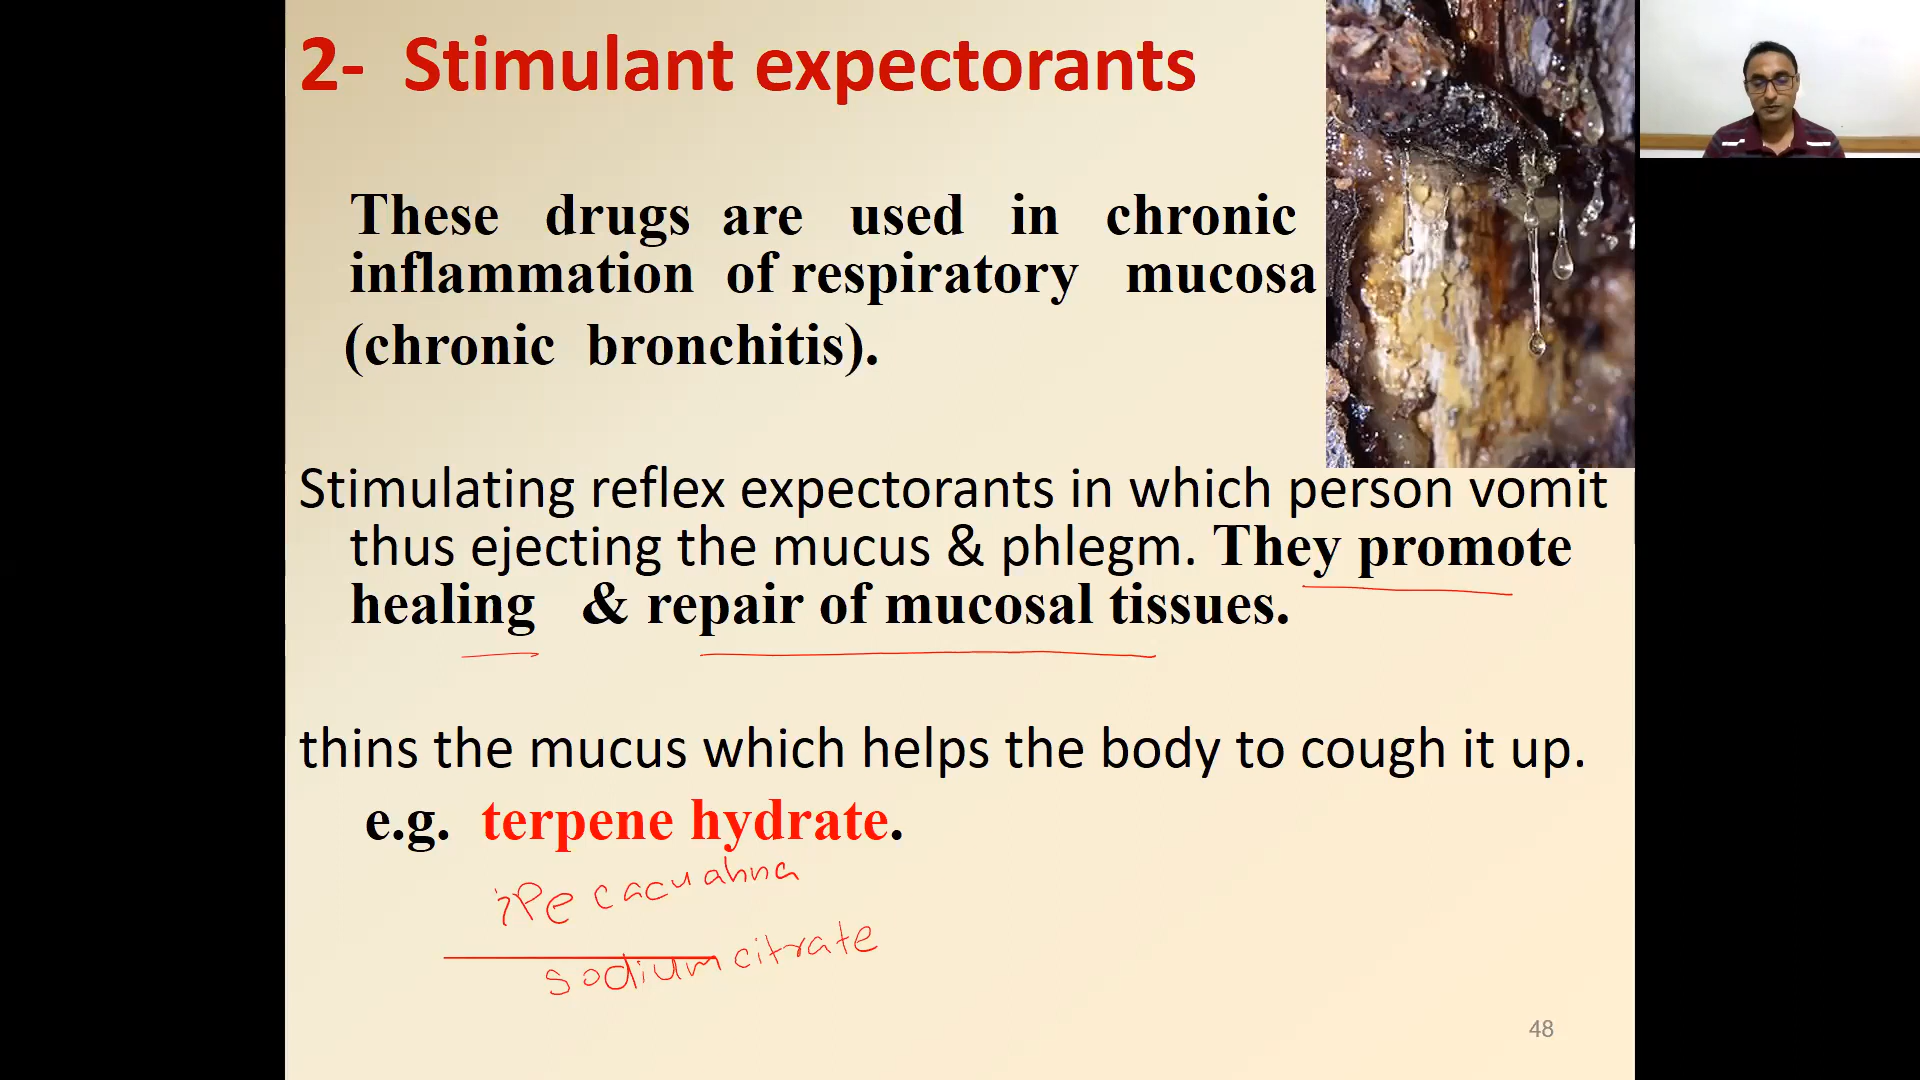 2- Stimulant expectorants
These drugs are used in chronic
inflammation of respiratory mucosa
(chronic bronchitis).
Stimulating reflex expectorants in which person vomit
thus ejecting the mucus & phlegm. They promote
healing & repair of mucosal tissues.
thins the mucus which helps the body to cough it up.
e.g. terpene hydrate.
ipecacuahna
sodium citrate
48